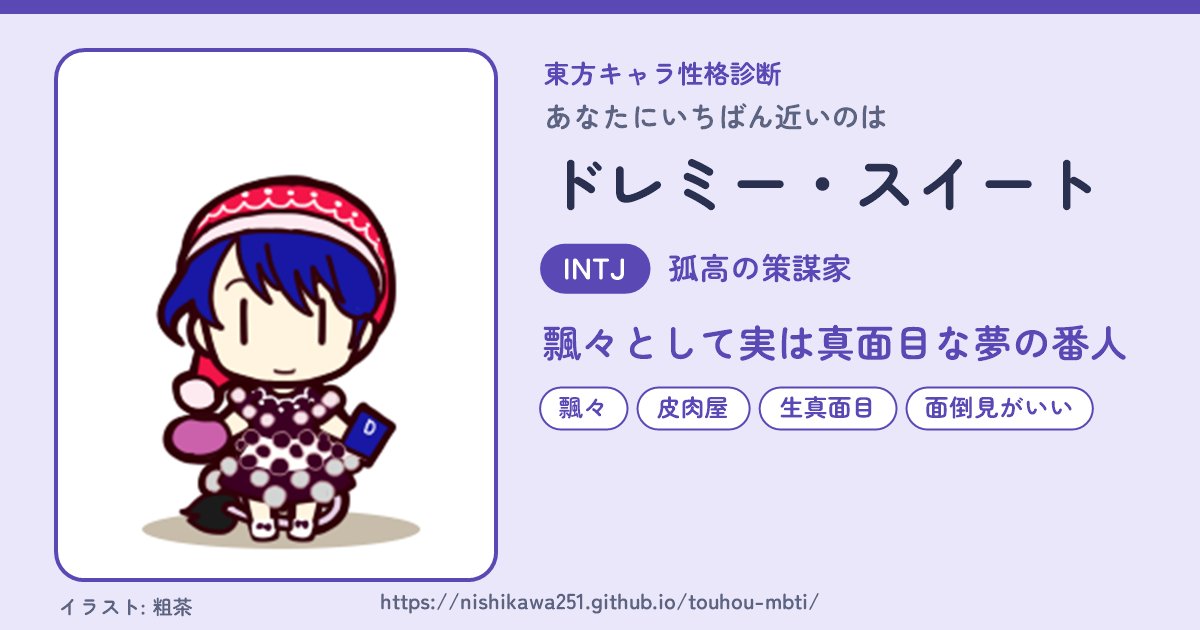 東方キャラ性格診断
あなたにいちばん近いのは
ドレミー・スイート
INTJ 孤高の策謀家
飄々として実は真面目な夢の番人
飄々 皮肉屋 生真面目 面倒見がいい
D
イラスト: 粗茶
https://nishikawa251.github.io/touhou-mbti/